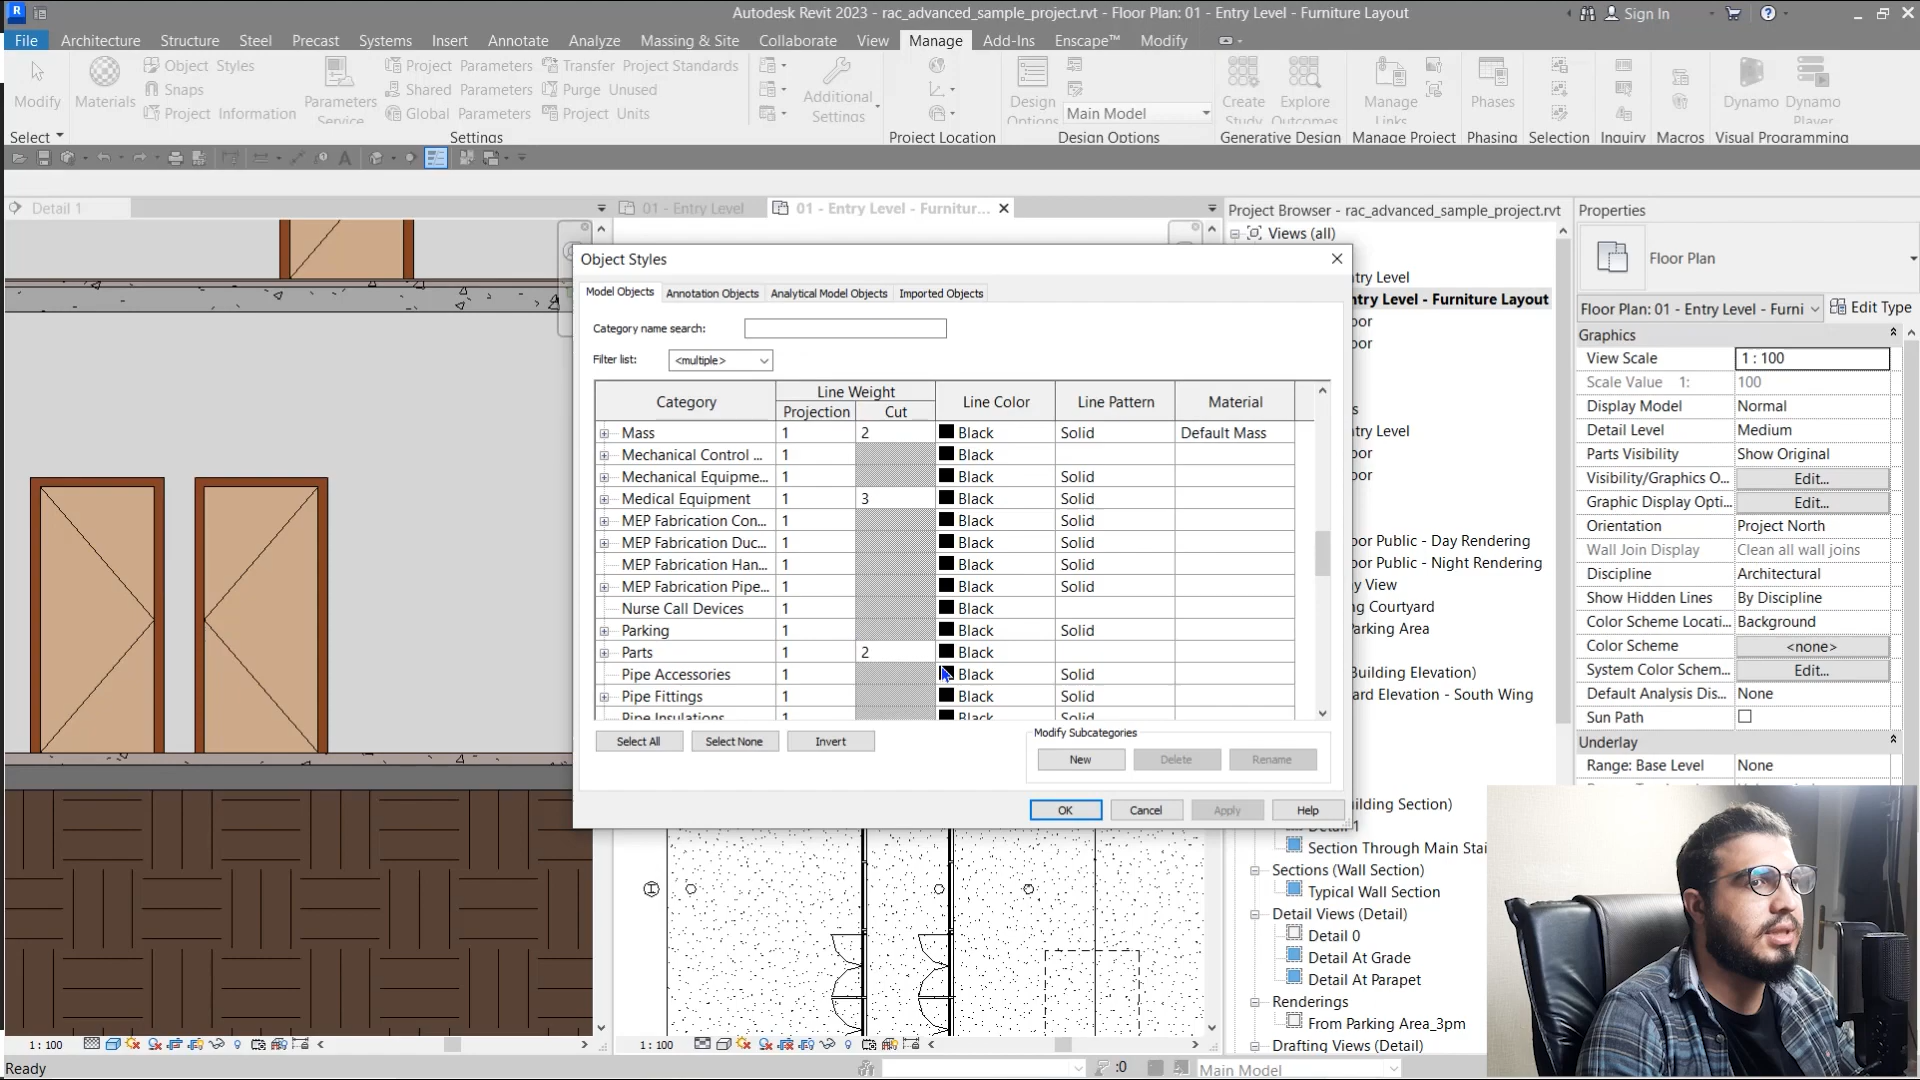 Autodesk Revit 2023 - rac_advanced_sample_project.rvt - Floor Plan: 01 - Entry Level - Furniture Layout
Sign In
File Architecture Structure Steel Precast Systems Insert Annotate Analyze Massing & Site Collaborate View Manage Add-Ins Enscape™ Modify
Modify
Materials
Object Styles
Snaps
Project Information
Parameters
Service
Project Parameters
Shared Parameters
Global Parameters
Transfer Project Standards
Purge Unused
Project Units
Additional
Settings
Design
Options
Main Model
Create
Study
Explore
Outcomes
Manage
Links
Phases
Dynamo
Dynamo
Player
Select
Settings
Project Location
Design Options
Generative Design
Manage Project
Phasing
Selection
Inquiry
Macros
Visual Programming
Detail 1
01 - Entry Level
01 - Entry Level - Furnitur...
Project Browser - rac_advanced_sample_project.rvt
Views (all)
try Level
ntry Level - Furniture Layout
oor
oor
s
ntry Level
oor
oor
oor Public - Day Rendering
oor Public - Night Rendering
y View
ng Courtyard
Parking Area
(Building Elevation)
rd Elevation - South Wing
uilding Section)
Detail 1
Section Through Main Stai
Sections (Wall Section)
Typical Wall Section
Detail Views (Detail)
Detail 0
Detail At Grade
Detail At Parapet
Renderings
From Parking Area_3pm
Drafting Views (Detail)
Properties
Floor Plan
Floor Plan: 01 - Entry Level - Furni
Edit Type
Graphics
View Scale 1 : 100
Scale Value 1: 100
Display Model Normal
Detail Level Medium
Parts Visibility Show Original
Visibility/Graphics O... Edit...
Graphic Display Opti... Edit...
Orientation Project North
Wall Join Display Clean all wall joins
Discipline Architectural
Show Hidden Lines By Discipline
Color Scheme Locati... Background
Color Scheme <none>
System Color Schem... Edit...
Default Analysis Dis... None
Sun Path
Underlay
Range: Base Level None
Object Styles
Model Objects Annotation Objects Analytical Model Objects Imported Objects
Category name search:
Filter list: <multiple>
Category Line Weight Line Color Line Pattern Material
Projection Cut
Mass 1 2 Black Solid Default Mass
Mechanical Control ... 1 Black
Mechanical Equipme... 1 Black Solid
Medical Equipment 1 3 Black Solid
MEP Fabrication Con... 1 Black Solid
MEP Fabrication Duc... 1 Black Solid
MEP Fabrication Han... 1 Black Solid
MEP Fabrication Pipe... 1 Black Solid
Nurse Call Devices 1 Black
Parking 1 Black Solid
Parts 1 2 Black
Pipe Accessories 1 Black Solid
Pipe Fittings 1 Black Solid
Pipe Insulations 1 Black Solid
Select All Select None Invert
Modify Subcategories
New Delete Rename
OK Cancel Apply Help
1 : 100
1 : 100
Ready
:0
Main Model